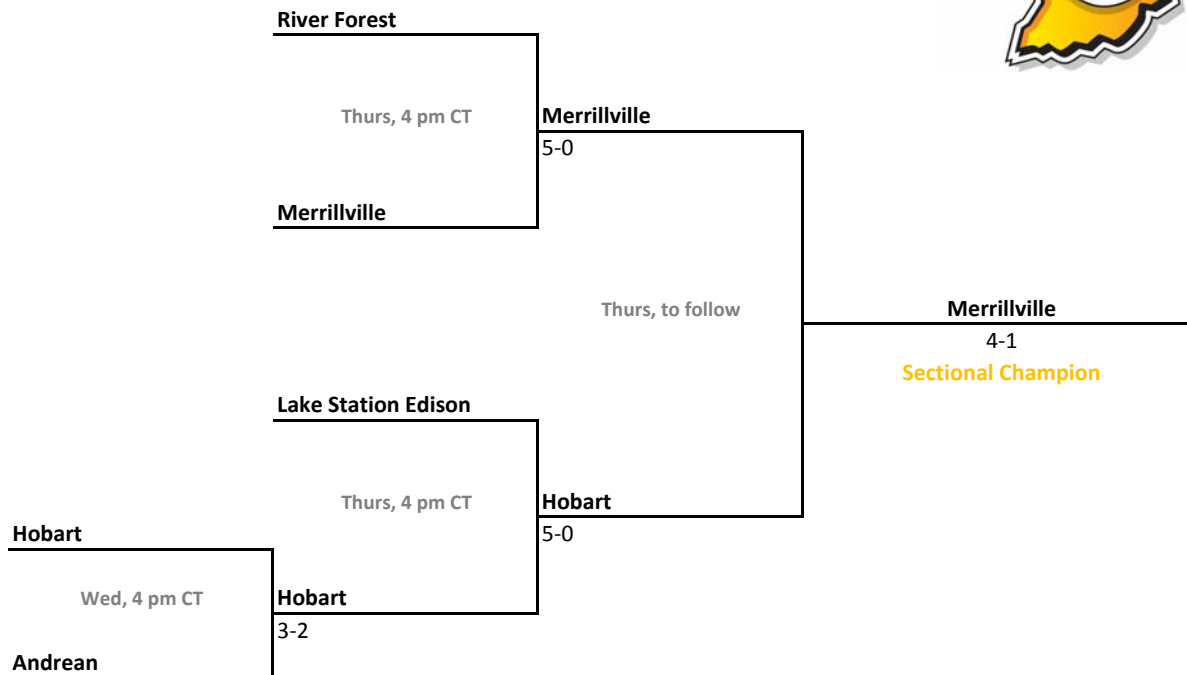 River Forest
Thurs, 4 pm CT
Merrillville
5-0
Merrillville
Thurs, to follow
Merrillville
4-1
Sectional Champion
Lake Station Edison
Thurs, 4 pm CT
Hobart
5-0
Hobart
Wed, 4 pm CT
Hobart
3-2
Andrean